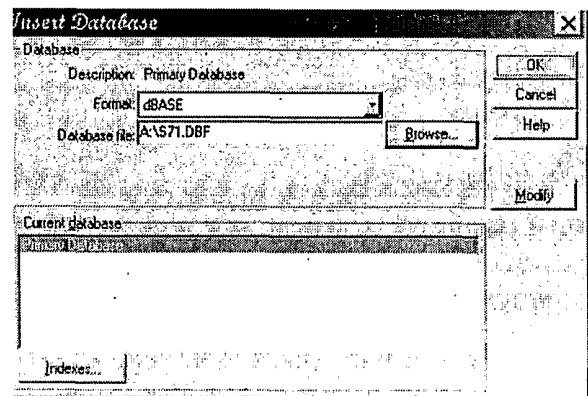 Insert Database
Database
OK
Description: Primary Database
Cancel
Format: dBASE
Help
Database file: A:\S71.DBF
Browse...
Modify
Current database
Primary Database
Indexes...